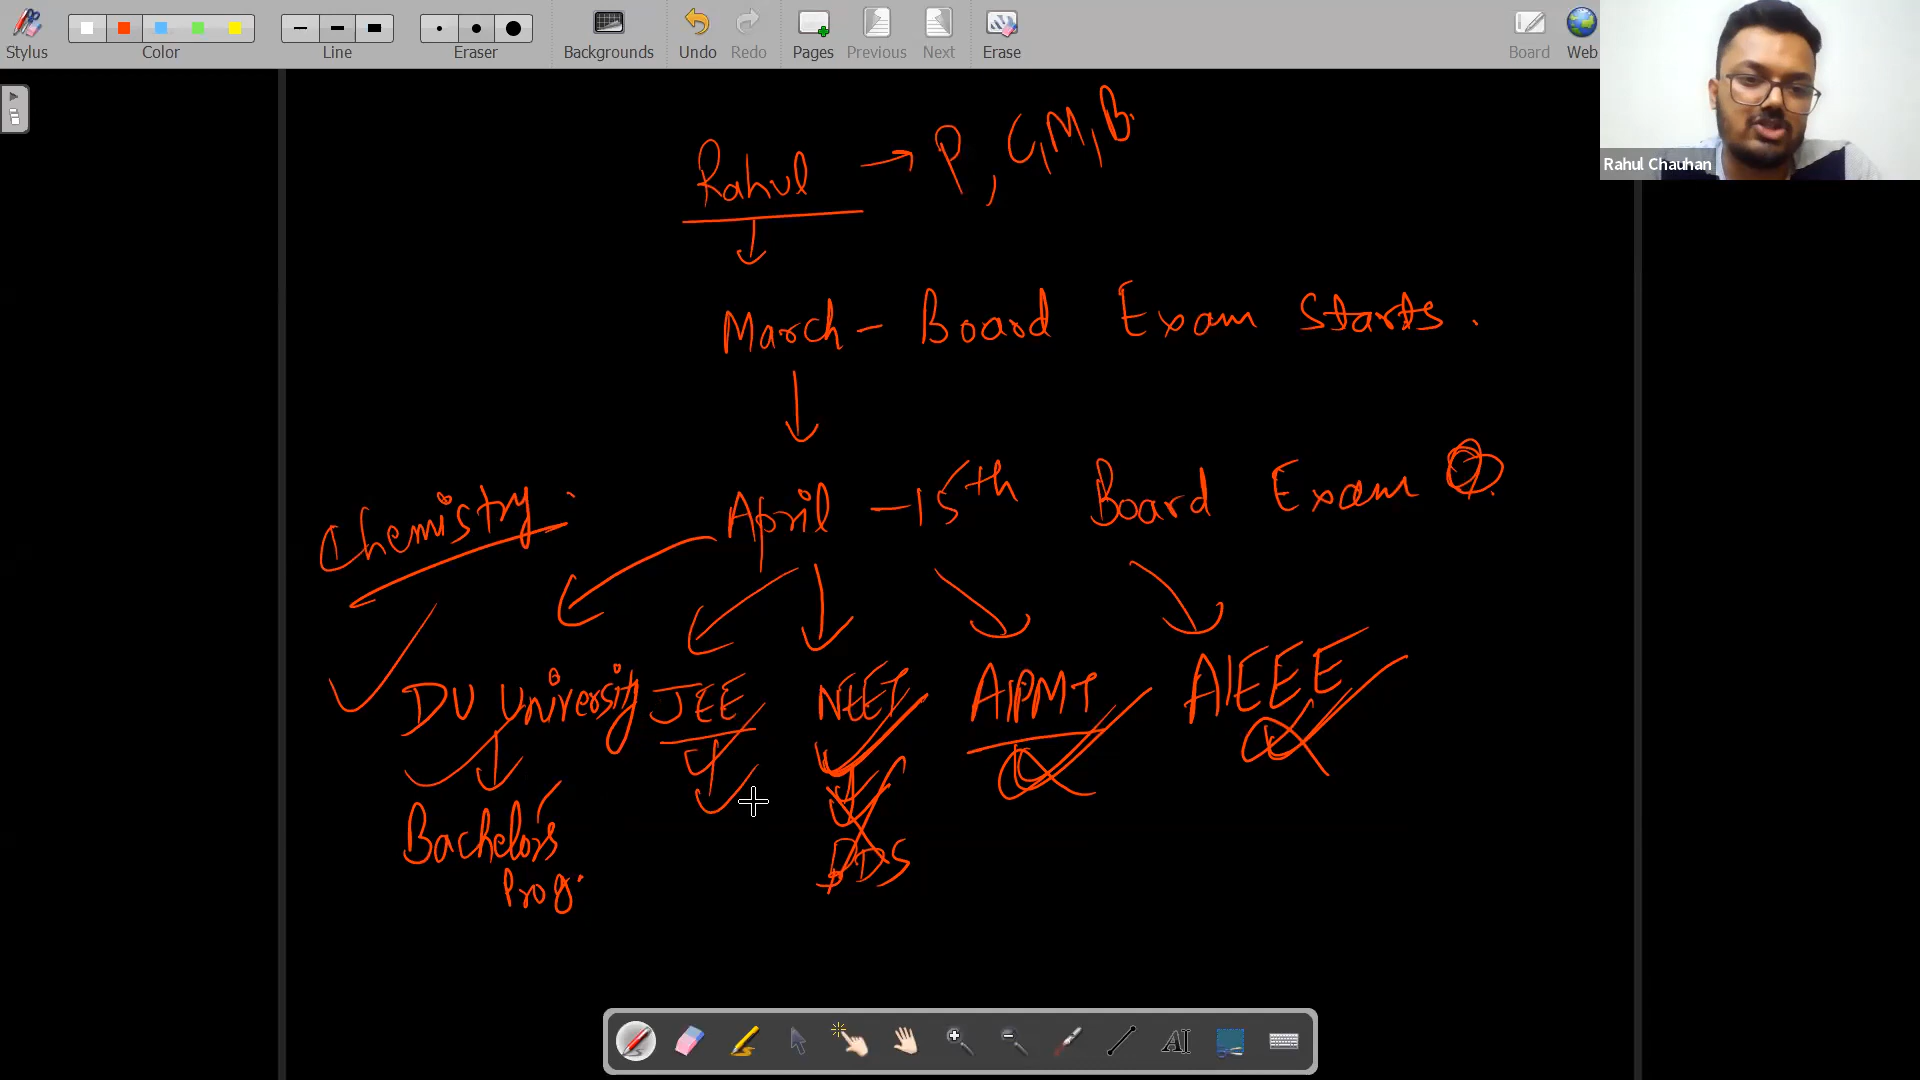 Stylus
Color
Line
Eraser
Backgrounds
Undo
Redo
Pages
Previous
Next
Erase
Board
Web
Rahul Chauhan
Rahul → P, C, M, B.
March - Board Exam Starts.
April - 15th Board Exam
Chemistry.
DU University JEE NEET AIPMT AIEEE
Bachelors
Prog.
BDS
AI